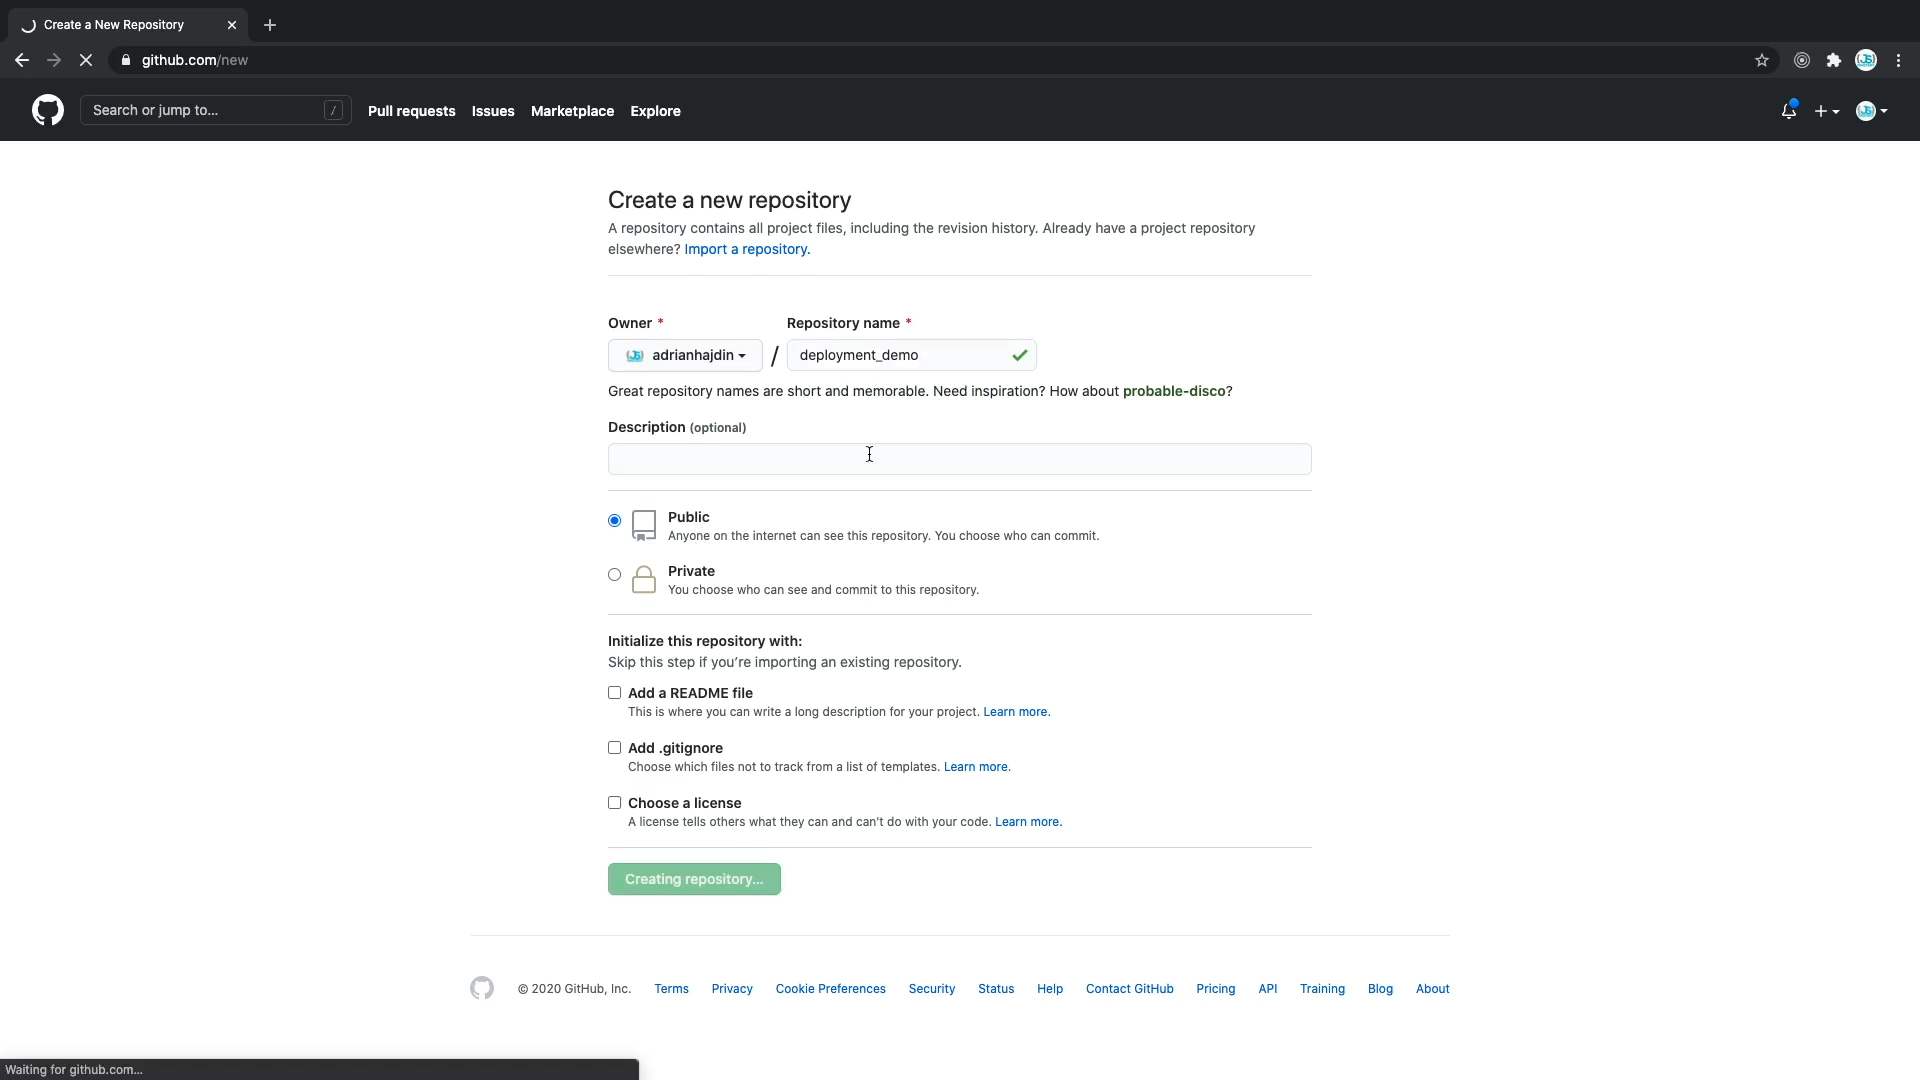 Create a New Repository
github.com/new
Search or jump to... /
Pull requests Issues Marketplace Explore
Create a new repository
A repository contains all project files, including the revision history. Already have a project repository
elsewhere? Import a repository.
Owner * Repository name *
adrianhajdin / deployment_demo
Great repository names are short and memorable. Need inspiration? How about probable-disco?
Description (optional)
Public
Anyone on the internet can see this repository. You choose who can commit.
Private
You choose who can see and commit to this repository.
Initialize this repository with:
Skip this step if you’re importing an existing repository.
Add a README file
This is where you can write a long description for your project. Learn more.
Add .gitignore
Choose which files not to track from a list of templates. Learn more.
Choose a license
A license tells others what they can and can't do with your code. Learn more.
Creating repository...
© 2020 GitHub, Inc. Terms Privacy Cookie Preferences Security Status Help Contact GitHub Pricing API Training Blog About
Waiting for github.com...